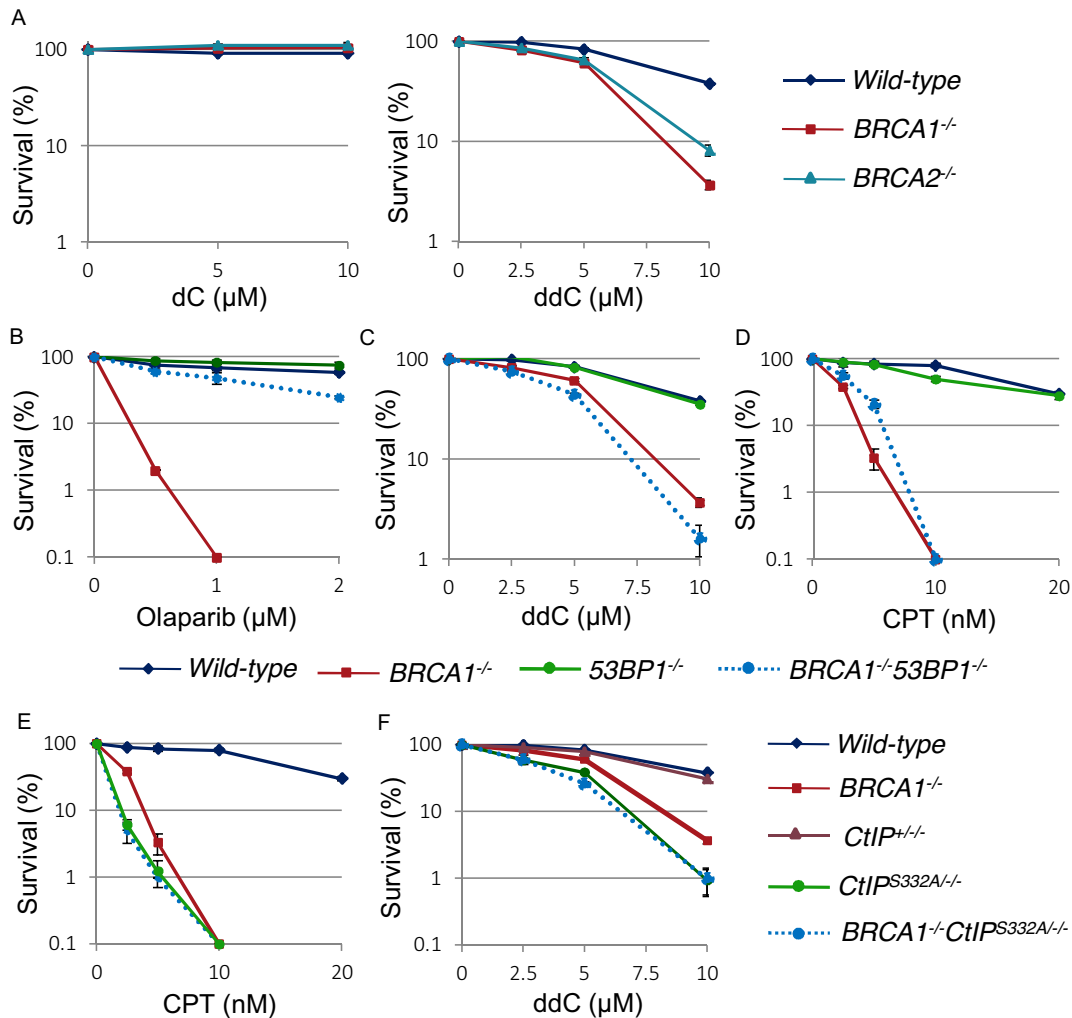 A
Survival (%)
100
10
1
0
5
10
dC (µM)
Survival (%)
100
10
1
0
2.5
5
7.5
10
ddC (µM)
Wild-type
BRCA1-/-
BRCA2-/-
B
Survival (%)
100
10
1
0.1
0
1
2
Olaparib (µM)
C
Survival (%)
100
10
1
0
2.5
5
7.5
10
ddC (µM)
D
Survival (%)
100
10
1
0.1
0
10
20
CPT (nM)
Wild-type BRCA1-/- 53BP1-/- BRCA1-/-53BP1-/-
E
Survival (%)
100
10
1
0.1
0
10
20
CPT (nM)
F
Survival (%)
100
10
1
0.1
0
2.5
5
7.5
10
ddC (µM)
Wild-type
BRCA1-/-
CtIP+/-/-
CtIPS332A/-/-
BRCA1-/-CtIPS332A/-/-